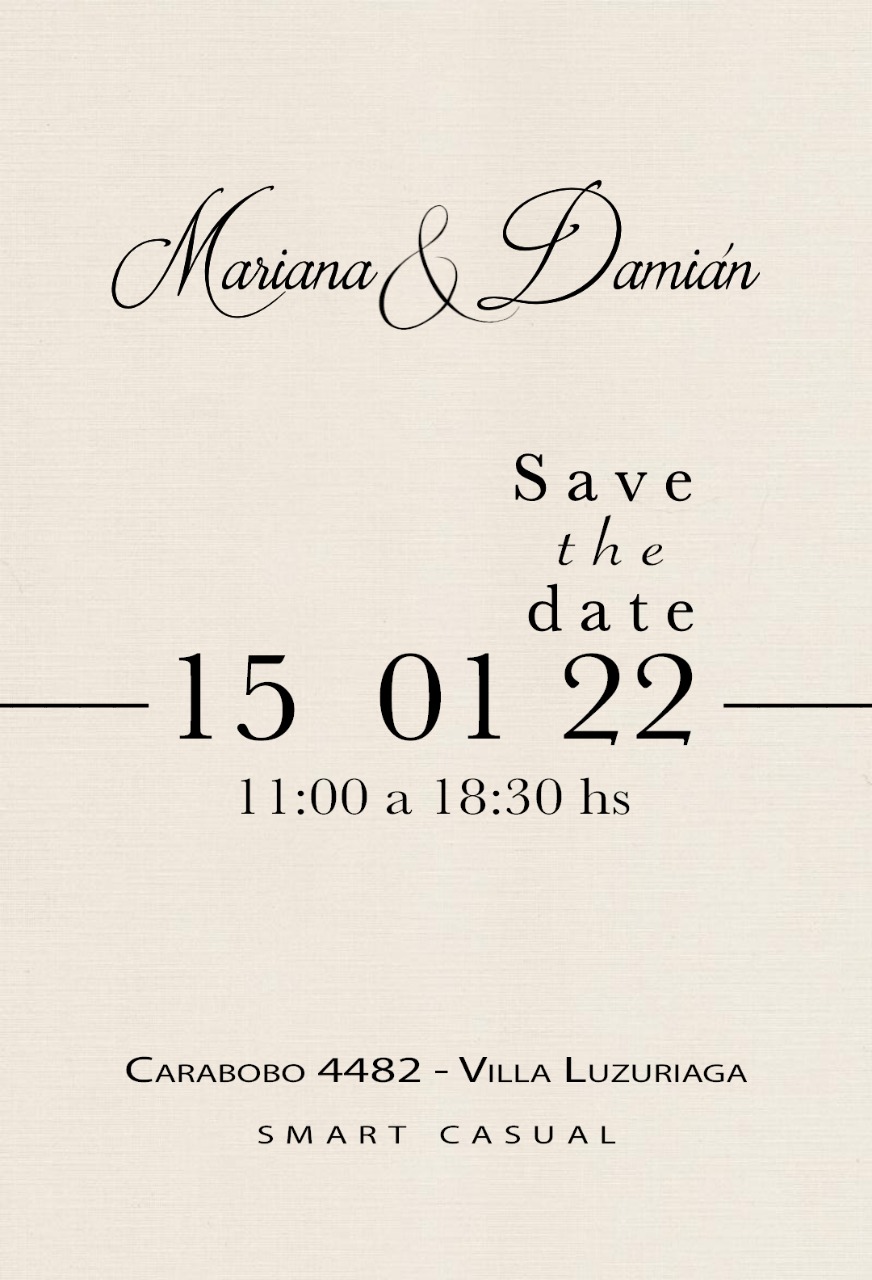 Mariana & Damián
Save
the
date
15 01 22
11:00 a 18:30 hs
Carabobo 4482 - Villa Luzuriaga
SMART CASUAL